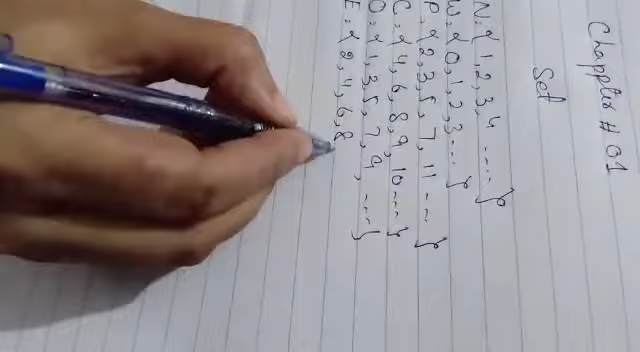 Chappter # 01
Set
N: { 1, 2, 3, 4 ..... }
W: { 0, 1, 2, 3 ... }
P: { 2, 3, 5, 7, 11 ... }
C: { 4, 6, 8, 9, 10 .... }
O: { 1, 3, 5, 7, 9, .... }
E: { 2, 4, 6, 8